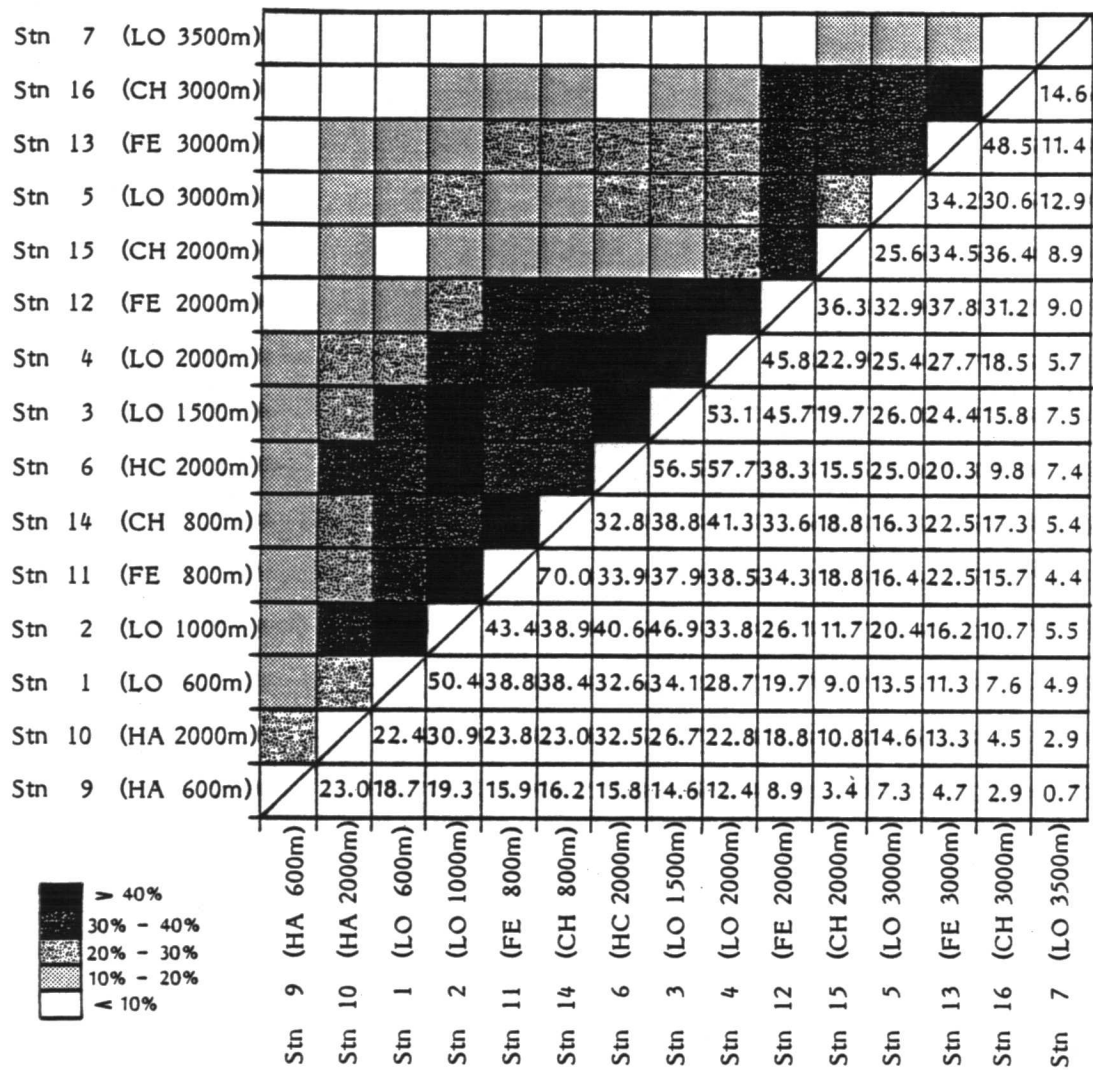 Stn 7 (LO 3500m)
Stn 16 (CH 3000m) 14.6
Stn 13 (FE 3000m) 48.5 11.4
Stn 5 (LO 3000m) 34.2 30.6 12.9
Stn 15 (CH 2000m) 25.6 34.5 36.4 8.9
Stn 12 (FE 2000m) 36.3 32.9 37.8 31.2 9.0
Stn 4 (LO 2000m) 45.8 22.9 25.4 27.7 18.5 5.7
Stn 3 (LO 1500m) 53.1 45.7 19.7 26.0 24.4 15.8 7.5
Stn 6 (HC 2000m) 56.5 57.7 38.3 15.5 25.0 20.3 9.8 7.4
Stn 14 (CH 800m) 32.8 38.8 41.3 33.6 18.8 16.3 22.5 17.3 5.4
Stn 11 (FE 800m) 70.0 33.9 37.9 38.5 34.3 18.8 16.4 22.5 15.7 4.4
Stn 2 (LO 1000m) 43.4 38.9 40.6 46.9 33.8 26.1 11.7 20.4 16.2 10.7 5.5
Stn 1 (LO 600m) 50.4 38.8 38.4 32.6 34.1 28.7 19.7 9.0 13.5 11.3 7.6 4.9
Stn 10 (HA 2000m) 22.4 30.9 23.8 23.0 32.5 26.7 22.8 18.8 10.8 14.6 13.3 4.5 2.9
Stn 9 (HA 600m) 23.0 18.7 19.3 15.9 16.2 15.8 14.6 12.4 8.9 3.4 7.3 4.7 2.9 0.7
> 40%
30% - 40%
20% - 30%
10% - 20%
< 10%
Stn 9 (HA 600m)
Stn 10 (HA 2000m)
Stn 1 (LO 600m)
Stn 2 (LO 1000m)
Stn 11 (FE 800m)
Stn 14 (CH 800m)
Stn 6 (HC 2000m)
Stn 3 (LO 1500m)
Stn 4 (LO 2000m)
Stn 12 (FE 2000m)
Stn 15 (CH 2000m)
Stn 5 (LO 3000m)
Stn 13 (FE 3000m)
Stn 16 (CH 3000m)
Stn 7 (LO 3500m)